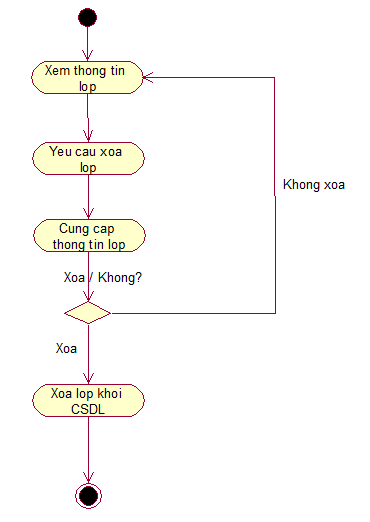 Xem thong tin
lop
Yeu cau xoa
lop
Khong xoa
Cung cap
thong tin lop
Xoa / Khong?
Xoa
Xoa lop khoi
CSDL